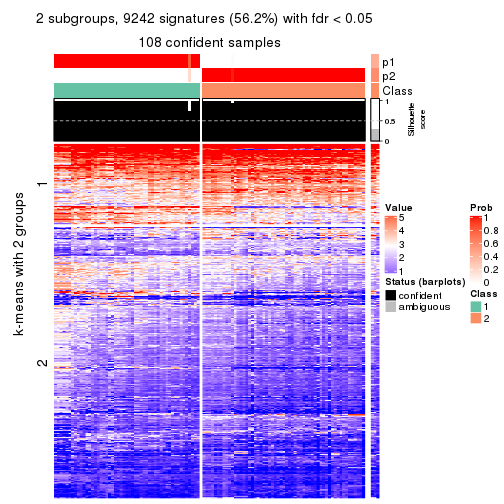 2 subgroups, 9242 signatures (56.2%) with fdr < 0.05
108 confident samples
p1
p2
Class
1
0.5
0
Silhouette
score
k-means with 2 groups
1
2
Value
5
4
3
2
1
Status (barplots)
confident
ambiguous
Prob
1
0.8
0.6
0.4
0.2
0
Class
1
2